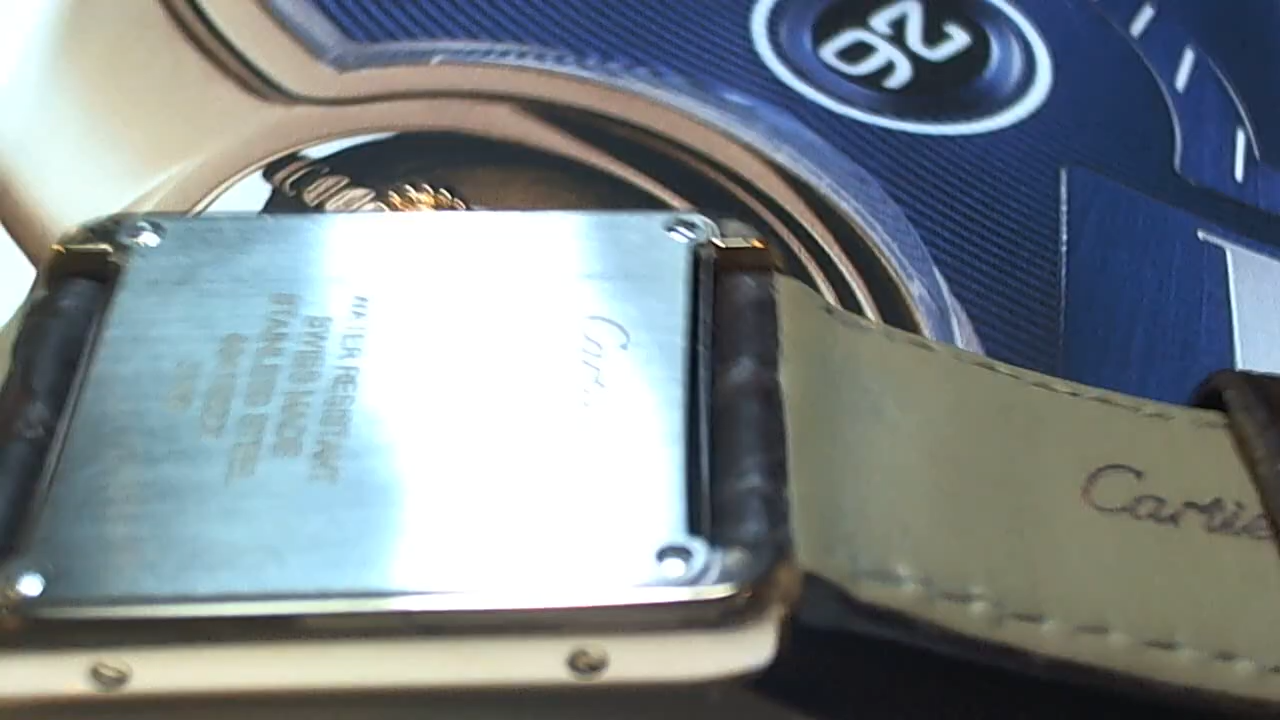 26
Cartier
WATER RESISTANT
SWISS MADE
STAINLESS STEEL
Cartie